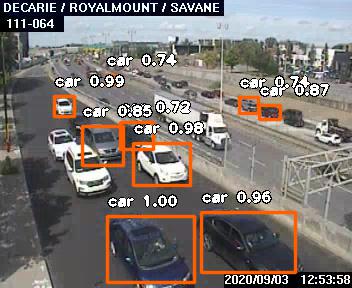 DECARIE / ROYALMOUNT / SAVANE
111-064
car 0.74
car 0.99
car 0.74
car 0.87
car 0.85
0.72
car 0.98
car 1.00
car 0.96
2020/09/03 12:53:58